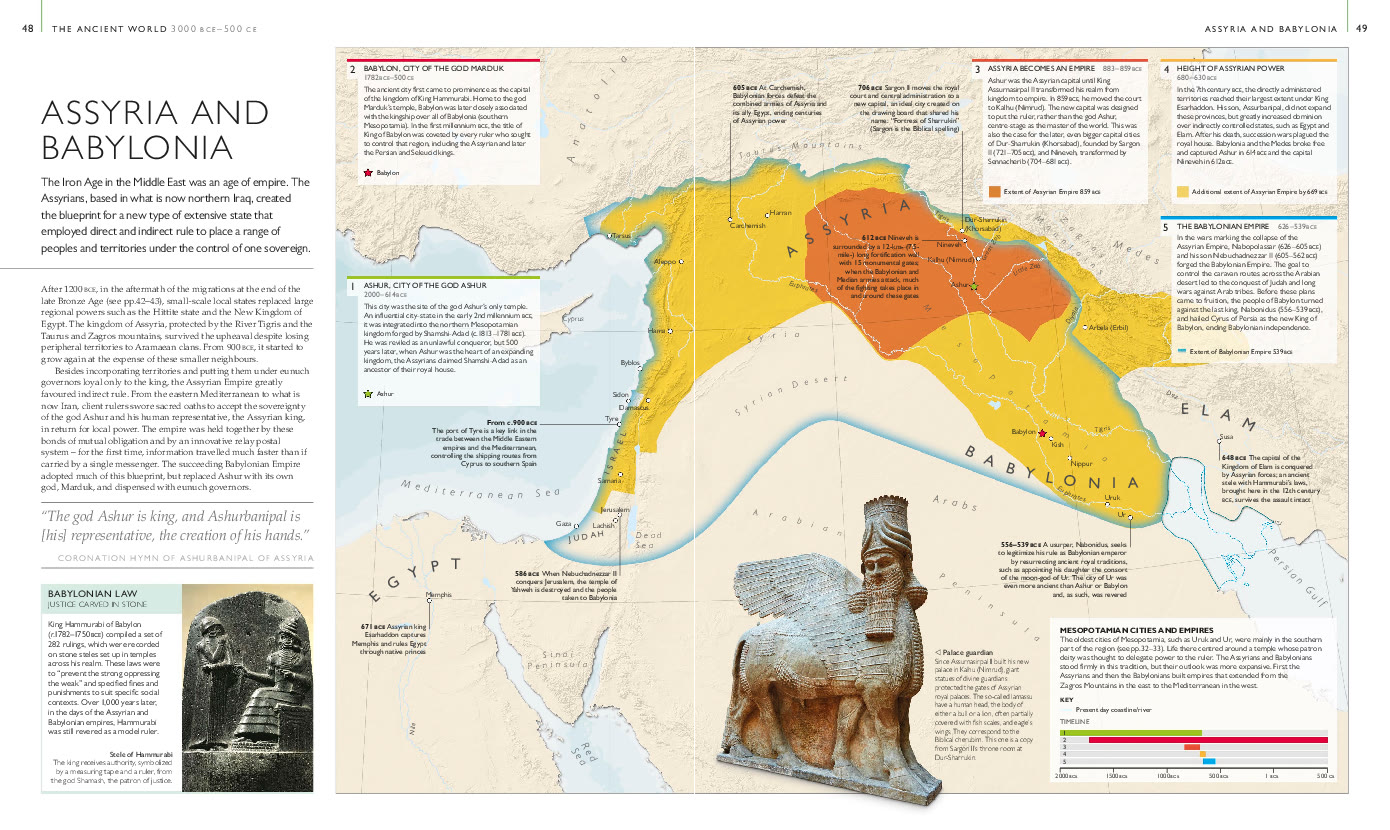 48 THE ANCIENT WORLD 3000 BCE–500 CE
ASSYRIA AND BABYLONIA 49
ASSYRIA AND
BABYLONIA
The Iron Age in the Middle East was an age of empire. The
Assyrians, based in what is now northern Iraq, created
the blueprint for a new type of extensive state that
employed direct and indirect rule to place a range of
peoples and territories under the control of one sovereign.
After 1200 BCE, in the aftermath of the migrations at the end of the
late Bronze Age (see pp.42–43), small-scale local states replaced large
regional powers such as the Hittite state and the New Kingdom of
Egypt. The kingdom of Assyria, protected by the River Tigris and the
Taurus and Zagros mountains, survived the upheaval despite losing
peripheral territories to Aramaean clans. From 900 BCE, it started to
grow again at the expense of these smaller neighbours.
Besides incorporating territories and putting them under eunuch
governors loyal only to the king, the Assyrian Empire greatly
favoured indirect rule. From the eastern Mediterranean to what is
now Iran, client rulers swore sacred oaths to accept the sovereignty
of the god Ashur and his human representative, the Assyrian king,
in return for local power. The empire was held together by these
bonds of mutual obligation and by an innovative relay postal
system – for the first time, information travelled much faster than if
carried by a single messenger. The succeeding Babylonian Empire
adopted much of this blueprint, but replaced Ashur with its own
god, Marduk, and dispensed with eunuch governors.
“The god Ashur is king, and Ashurbanipal is
[his] representative, the creation of his hands.”
CORONATION HYMN OF ASHURBANIPAL OF ASSYRIA
BABYLONIAN LAW
JUSTICE CARVED IN STONE
King Hammurabi of Babylon
(r.1782–1750 BCE) compiled a set of
282 rulings, which were recorded
on stone steles set up in temples
across his realm. These laws were
to “prevent the strong oppressing
the weak” and specified fines and
punishments to suit specific social
contexts. Over 1,000 years later,
in the days of the Assyrian and
Babylonian empires, Hammurabi
was still revered as a model ruler.
Stele of Hammurabi
The king receives authority, symbolized
by a measuring tape and a ruler, from
the god Shamash, the patron of justice.
2 BABYLON, CITY OF THE GOD MARDUK
1782 BCE–500 CE
The ancient city first came to prominence as the capital
of the kingdom of King Hammurabi. Home to the god
Marduk's temple, Babylon was later closely associated
with the kingship over all of Babylonia (southern
Mesopotamia). In the first millennium BCE, the title of
King of Babylon was coveted by every ruler who sought
to control that region, including the Assyrian and later
the Persian and Seleucid kings.
Babylon
1 ASHUR, CITY OF THE GOD ASHUR
2000–614 BCE
This city was the site of the god Ashur's only temple.
An influential city-state in the early 2nd millennium BCE,
it was integrated into the northern Mesopotamian
kingdom forged by Shamshi-Adad (c.1813–1781 BCE).
He was reviled as an unlawful conqueror, but 500
years later, when Ashur was the heart of an expanding
kingdom, the Assyrians claimed Shamshi-Adad as an
ancestor of their royal house.
Ashur
605 BCE At Carchemish,
Babylonian forces defeat the
combined armies of Assyria and
its ally Egypt, ending centuries
of Assyrian power
706 BCE Sargon II moves the royal
court and central administration to a
new capital, an ideal city created on
the drawing board that shared his
name: “Fortress of Sharrukin”
(Sargon is the Biblical spelling)
3 ASSYRIA BECOMES AN EMPIRE 883–859 BCE
Ashur was the Assyrian capital until King
Assurnasirpal II transformed his realm from
kingdom to empire. In 859 BCE, he moved the court
to Kalhu (Nimrud). The new capital was designed
to put the ruler, rather than the god Ashur,
centre-stage as the master of the world. This was
also the case for the later, even bigger capital cities
of Dur-Sharrukin (Khorsabad), founded by Sargon
II (721–705 BCE), and Nineveh, transformed by
Sennacherib (704–681 BCE).
Extent of Assyrian Empire 859 BCE
4 HEIGHT OF ASSYRIAN POWER
680–630 BCE
In the 7th century BCE, the directly administered
territories reached their largest extent under King
Esarhaddon. His son, Assurbanipal, did not expand
these provinces, but greatly increased dominion
over indirectly controlled states, such as Egypt and
Elam. After his death, succession wars plagued the
royal house. Babylonia and the Medes broke free
and captured Ashur in 614 BCE and the capital
Nineveh in 612 BCE.
Additional extent of Assyrian Empire by 669 BCE
5 THE BABYLONIAN EMPIRE 626–539 BCE
In the wars marking the collapse of the
Assyrian Empire, Nabopolassar (626–605 BCE)
and his son Nebuchadnezzar II (605–562 BCE)
forged the Babylonian Empire. The goal to
control the caravan routes across the Arabian
desert led to the conquest of Judah and long
wars against Arab tribes. Before these plans
came to fruition, the people of Babylon turned
against the last king, Nabonidus (556–539 BCE),
and hailed Cyrus of Persia as the new King of
Babylon, ending Babylonian independence.
Extent of Babylonian Empire 539 BCE
Anatolia
Taurus Mountains
Zagros
Medes
Tarsus
Harran
Carchemish
Aleppo
ASSYRIA
Dur-Sharrukin
(Khorsabad)
Nineveh
Kalhu (Nimrud)
Little Zab
Ashur
612 BCE Nineveh is
surrounded by a 12-km- (7.5-
mile-) long fortification wall
with 15 monumental gates;
when the Babylonian and
Median armies attack, much
of the fighting takes place in
and around these gates
Euphrates
Arbela (Erbil)
Diyala
Cyprus
Hama
Syria
Mesopotamia
Byblos
Sidon
Damascus
Tyre
Syrian Desert
ISRAEL
Samaria
From c.900 BCE
The port of Tyre is a key link in the
trade between the Middle Eastern
empires and the Mediterranean,
controlling the shipping routes from
Cyprus to southern Spain
Mediterranean Sea
Jerusalem
Gaza
Lachish
JUDAH
Dead
Sea
586 BCE When Nebuchadnezzar II
conquers Jerusalem, the temple of
Yahweh is destroyed and the people
taken to Babylonia
EGYPT
Memphis
671 BCE Assyrian king
Esarhaddon captures
Memphis and rules Egypt
through native princes
Sinai
Peninsula
Nile
Red
Sea
Babylon
Kish
Tigris
Nippur
BABYLONIA
Euphrates
Uruk
Ur
ELAM
Susa
648 BCE The capital of the
Kingdom of Elam is conquered
by Assyrian forces; an ancient
stele with Hammurabi's laws,
brought here in the 12th century
BCE, survives the assault intact
Arabs
Arabian
Peninsula
Persian Gulf
556–539 BCE A usurper, Nabonidus, seeks
to legitimize his rule as Babylonian emperor
by resurrecting ancient royal traditions,
such as appointing his daughter the consort
of the moon-god of Ur. The city of Ur was
even more ancient than Ashur or Babylon
and, as such, was revered
◁ Palace guardian
Since Assurnasirpal II built his new
palace in Kalhu (Nimrud), giant
statues of divine guardians
protected the gates of Assyrian
royal palaces. The so-called lamassu
have a human head, the body of
either a bull or a lion, often partially
covered with fish scales, and eagle's
wings. They correspond to the
Biblical cherubim. This one is a copy
from Sargon II's throne room at
Dur-Sharrukin.
MESOPOTAMIAN CITIES AND EMPIRES
The oldest cities of Mesopotamia, such as Uruk and Ur, were mainly in the southern
part of the region (see pp.32–33). Life there centred around a temple whose patron
deity was thought to delegate power to the ruler. The Assyrians and Babylonians
stood firmly in this tradition, but their outlook was more expansive. First the
Assyrians and then the Babylonians built empires that extended from the
Zagros Mountains in the east to the Mediterranean in the west.
KEY
Present day coastline/river
TIMELINE
1
2
3
4
5
2000 BCE 1500 BCE 1000 BCE 500 BCE 1 BCE 500 CE